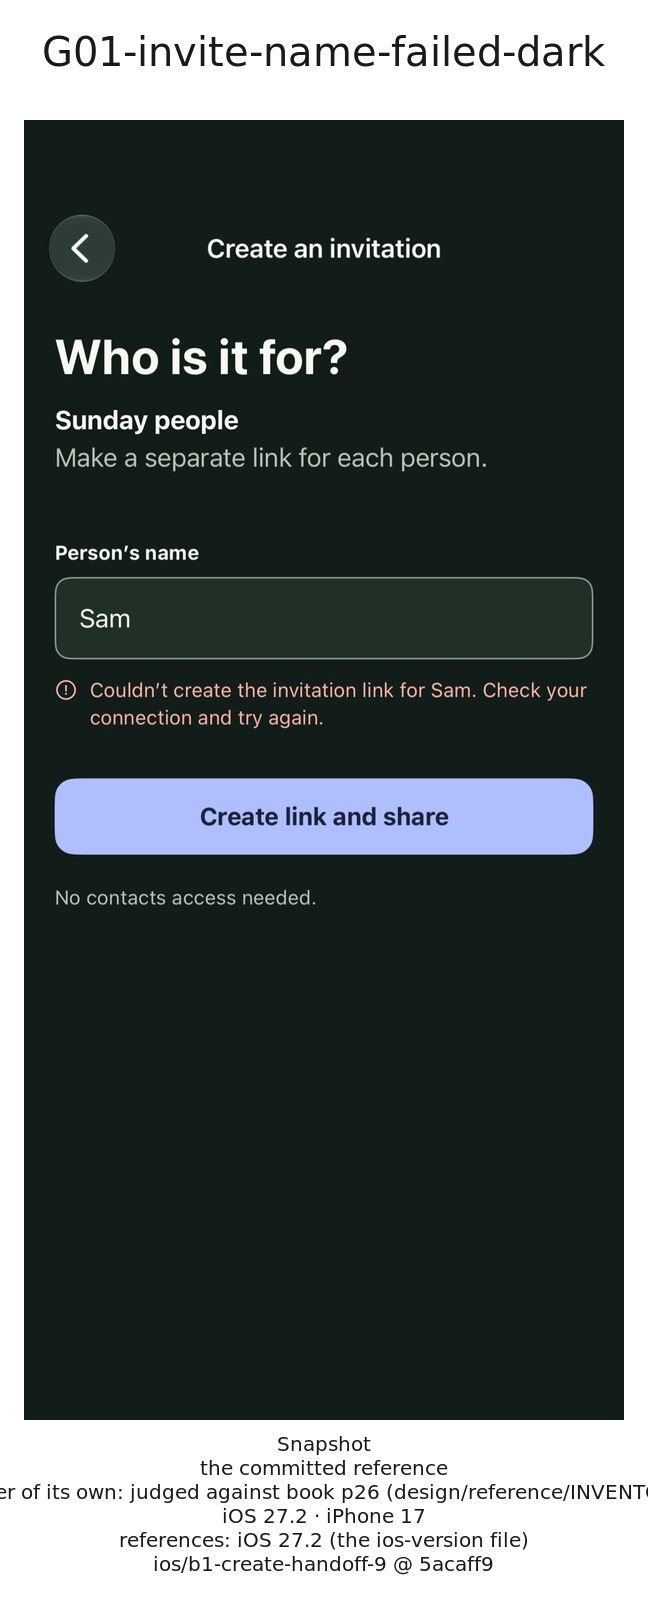 G01-invite-name-failed-dark
Create an invitation
Who is it for?
Sunday people
Make a separate link for each person.
Person’s name
Sam
Couldn’t create the invitation link for Sam. Check your
connection and try again.
Create link and share
No contacts access needed.
Snapshot
the committed reference
of its own: judged against book p26 (design/reference/
iOS 27.2 · iPhone 17
references: iOS 27.2 (the ios-version file)
ios/b1-create-handoff-9 @ 5acaff9